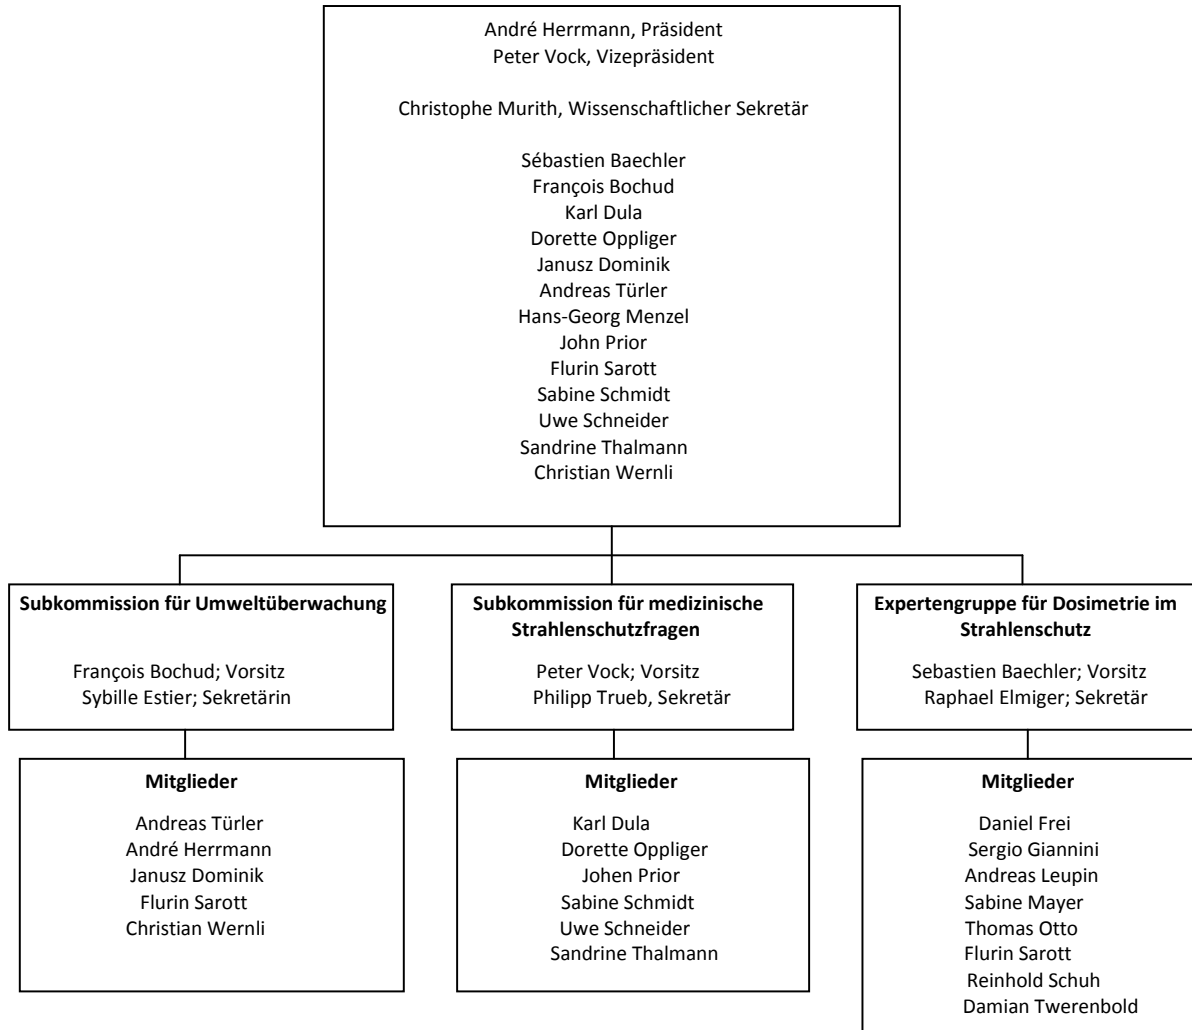 André Herrmann, Präsident
Peter Vock, Vizepräsident
Christophe Murith, Wissenschaftlicher Sekretär
Sébastien Baechler
François Bochud
Karl Dula
Dorette Oppliger
Janusz Dominik
Andreas Türler
Hans-Georg Menzel
John Prior
Flurin Sarott
Sabine Schmidt
Uwe Schneider
Sandrine Thalmann
Christian Wernli
Subkommission für Umweltüberwachung
François Bochud; Vorsitz
Sybille Estier; Sekretärin
Mitglieder
Andreas Türler
André Herrmann
Janusz Dominik
Flurin Sarott
Christian Wernli
Subkommission für medizinische
Strahlenschutzfragen
Peter Vock; Vorsitz
Philipp Trueb, Sekretär
Mitglieder
Karl Dula
Dorette Oppliger
Johen Prior
Sabine Schmidt
Uwe Schneider
Sandrine Thalmann
Expertengruppe für Dosimetrie im
Strahlenschutz
Sebastien Baechler; Vorsitz
Raphael Elmiger; Sekretär
Mitglieder
Daniel Frei
Sergio Giannini
Andreas Leupin
Sabine Mayer
Thomas Otto
Flurin Sarott
Reinhold Schuh
Damian Twerenbold